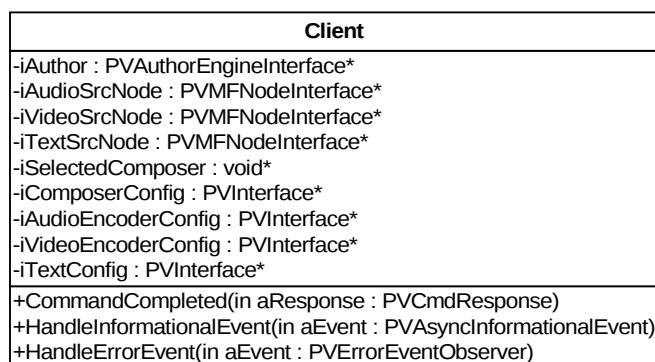 Client
-iAuthor : PVAuthorEngineInterface*
-iAudioSrcNode : PVMFNodeInterface*
-iVideoSrcNode : PVMFNodeInterface*
-iTextSrcNode : PVMFNodeInterface*
-iSelectedComposer : void*
-iComposerConfig : PVInterface*
-iAudioEncoderConfig : PVInterface*
-iVideoEncoderConfig : PVInterface*
-iTextConfig : PVInterface*
+CommandCompleted(in aResponse : PVCmdResponse)
+HandleInformationalEvent(in aEvent : PVAsyncInformationalEvent)
+HandleErrorEvent(in aEvent : PVErrorEventObserver)